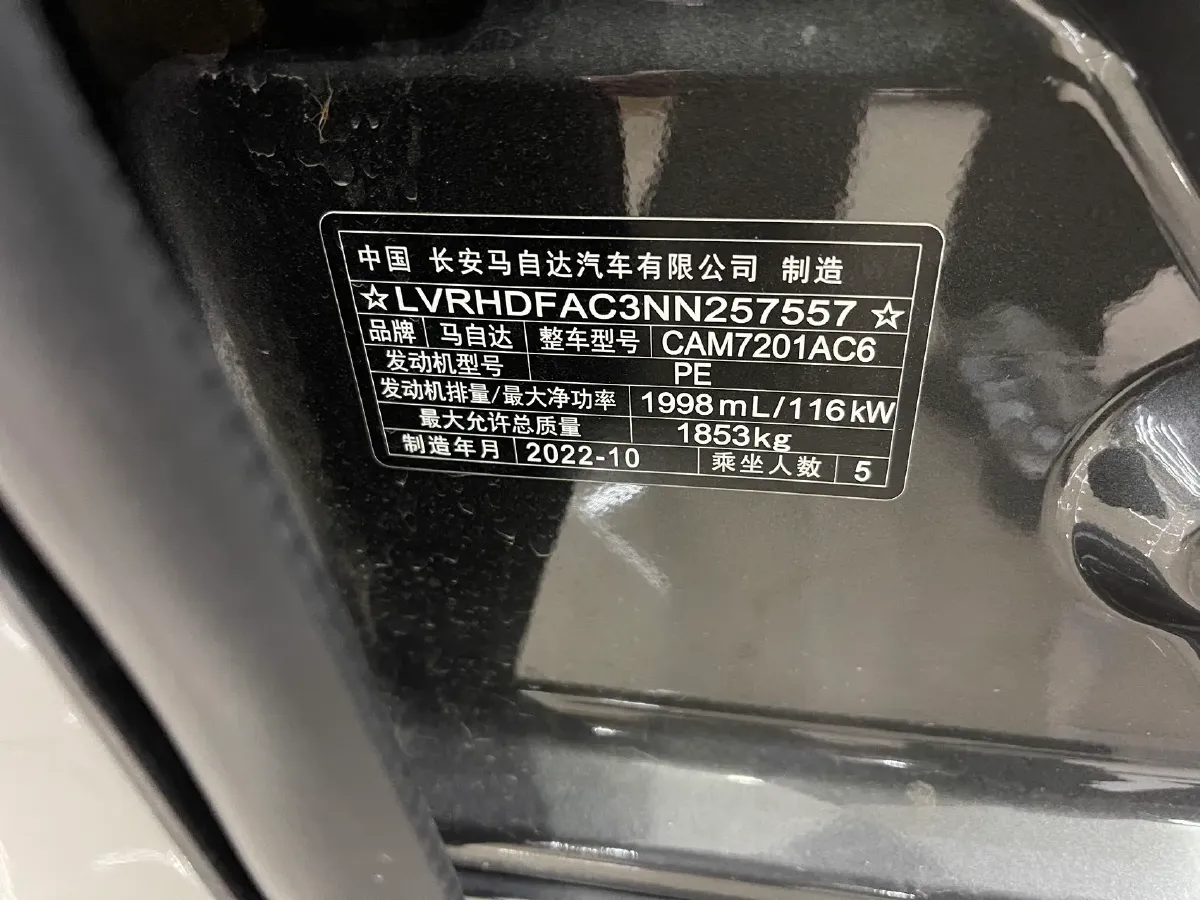 中国 长安马自达汽车有限公司 制造
☆LVRHDFAC3NN257557☆
品牌 马自达 整车型号 CAM7201AC6
发动机型号 PE
发动机排量/最大净功率 1998mL/116kW
最大允许总质量 1853kg
制造年月 2022-10 乘坐人数 5